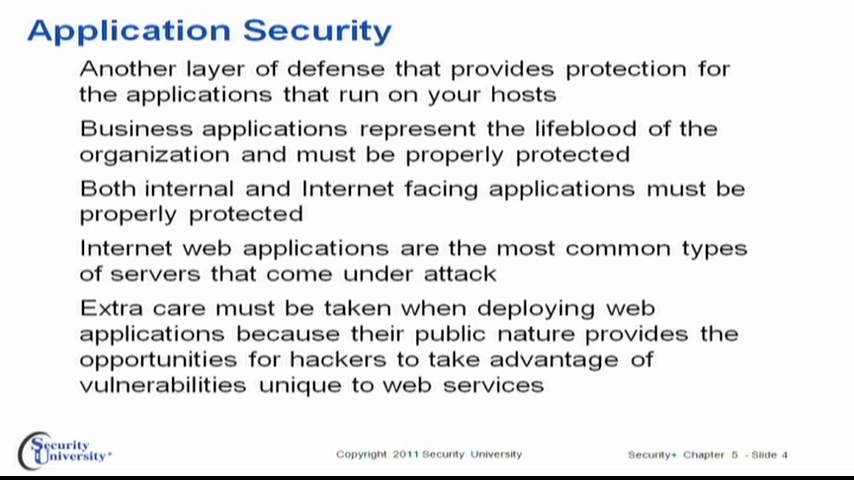 Application Security
Another layer of defense that provides protection for
the applications that run on your hosts
Business applications represent the lifeblood of the
organization and must be properly protected
Both internal and Internet facing applications must be
properly protected
Internet web applications are the most common types
of servers that come under attack
Extra care must be taken when deploying web
applications because their public nature provides the
opportunities for hackers to take advantage of
vulnerabilities unique to web services
Security
University
Copyright 2011 Security University
Security+ Chapter 5 - Slide 4